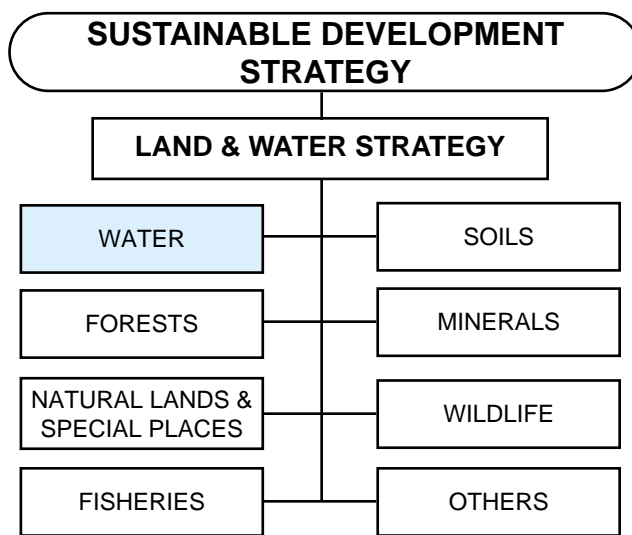 SUSTAINABLE DEVELOPMENT
STRATEGY
LAND & WATER STRATEGY
WATER
SOILS
FORESTS
MINERALS
NATURAL LANDS &
SPECIAL PLACES
WILDLIFE
FISHERIES
OTHERS